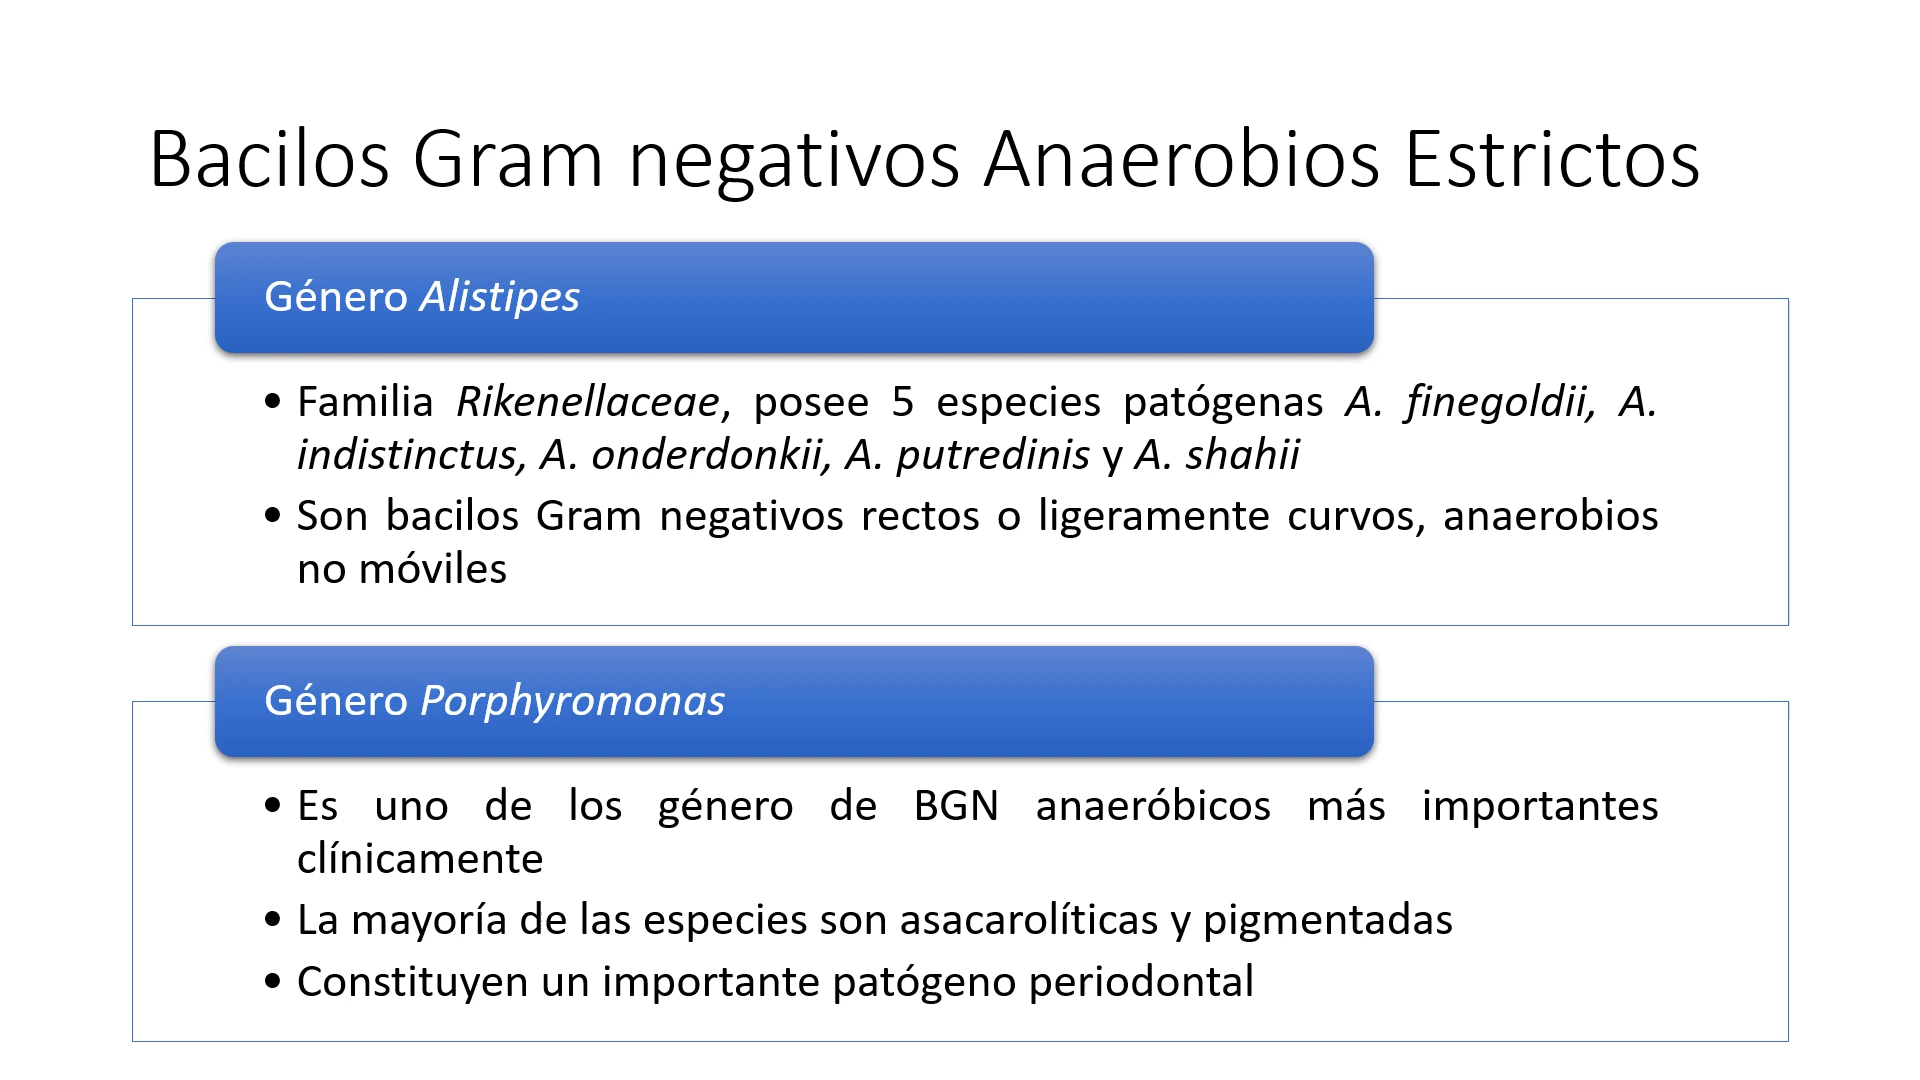 Bacilos Gram negativos Anaerobios Estrictos
Género Alistipes
• Familia Rikenellaceae, posee 5 especies patógenas A. finegoldii, A.
indistinctus, A. onderdonkii, A. putredinis y A. shahii
• Son bacilos Gram negativos rectos o ligeramente curvos, anaerobios
no móviles
Género Porphyromonas
• Es uno de los género de BGN anaeróbicos más importantes
clínicamente
• La mayoría de las especies son asacarolíticas y pigmentadas
• Constituyen un importante patógeno periodontal